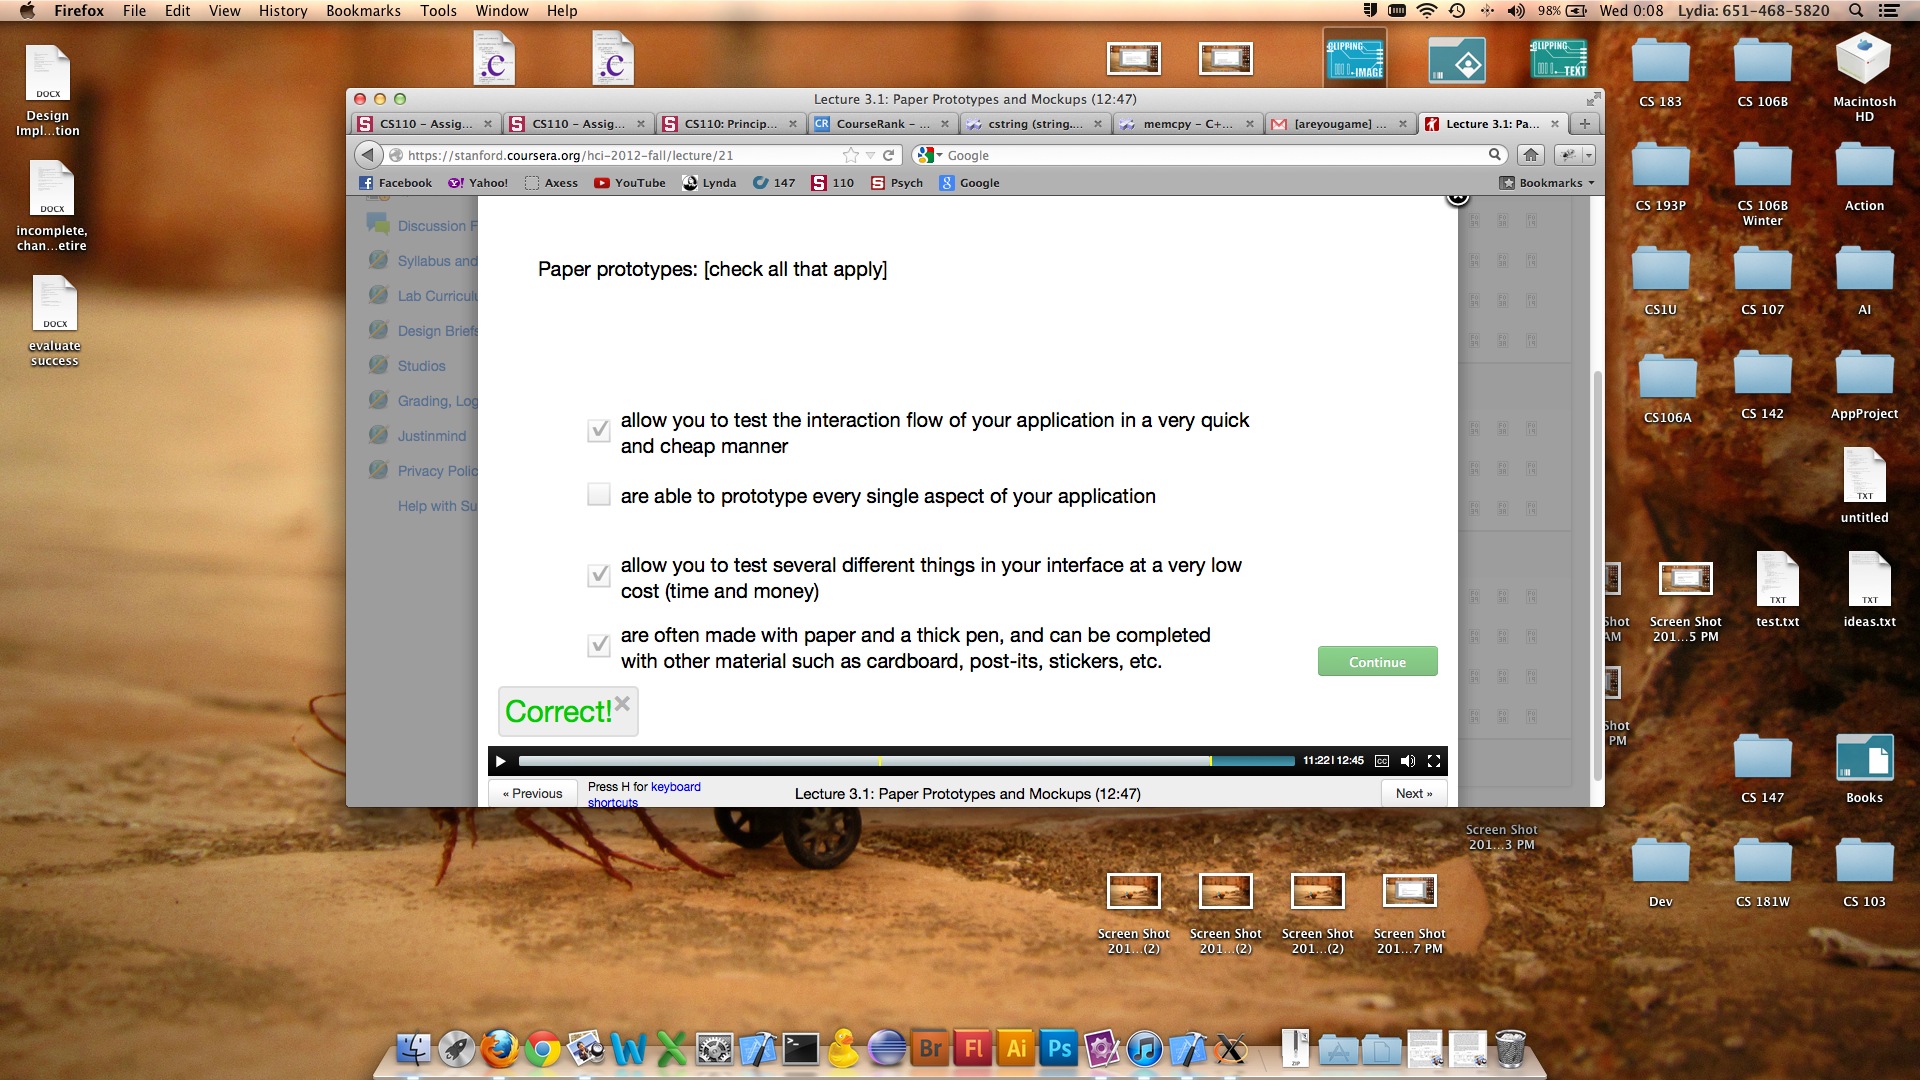 Firefox File Edit View History Bookmarks Tools Window Help
98% Wed 0:08 Lydia: 651-468-5820
DOCX
Design
Impl...tion
DOCX
incomplete,
chan...etire
DOCX
evaluate
success
.C
.C
CLIPPING
IMAGE
CLIPPING
TEXT
CS 183
CS 106B
Macintosh
HD
CS 193P
CS 106B
Winter
Action
CS1U
CS 107
AI
CS106A
CS 142
AppProject
TXT
untitled
Shot
AM
Screen Shot
201...5 PM
TXT
test.txt
TXT
ideas.txt
Shot
PM
CS 147
Books
Screen Shot
201...3 PM
Dev
CS 181W
CS 103
Screen Shot
201...(2)
Screen Shot
201...(2)
Screen Shot
201...(2)
Screen Shot
201...7 PM
Lecture 3.1: Paper Prototypes and Mockups (12:47)
CS110 – Assig...
CS110 – Assig...
CS110: Princip...
CR CourseRank – ...
cstring (string....
memcpy – C+...
[areyougame] ...
Lecture 3.1: Pa...
https://stanford.coursera.org/hci-2012-fall/lecture/21
Google
Facebook Yahoo! Axess YouTube Lynda 147 110 Psych Google Bookmarks
Discussion F
Syllabus and
Lab Curricul
Design Briefs
Studios
Grading, Log
Justinmind
Privacy Polic
Help with Su
Paper prototypes: [check all that apply]
allow you to test the interaction flow of your application in a very quick
and cheap manner
are able to prototype every single aspect of your application
allow you to test several different things in your interface at a very low
cost (time and money)
are often made with paper and a thick pen, and can be completed
with other material such as cardboard, post-its, stickers, etc.
Continue
Correct!
11:22 | 12:45 CC
« Previous
Press H for keyboard
shortcuts
Lecture 3.1: Paper Prototypes and Mockups (12:47)
Next »
Br Fl Ai Ps
ZIP